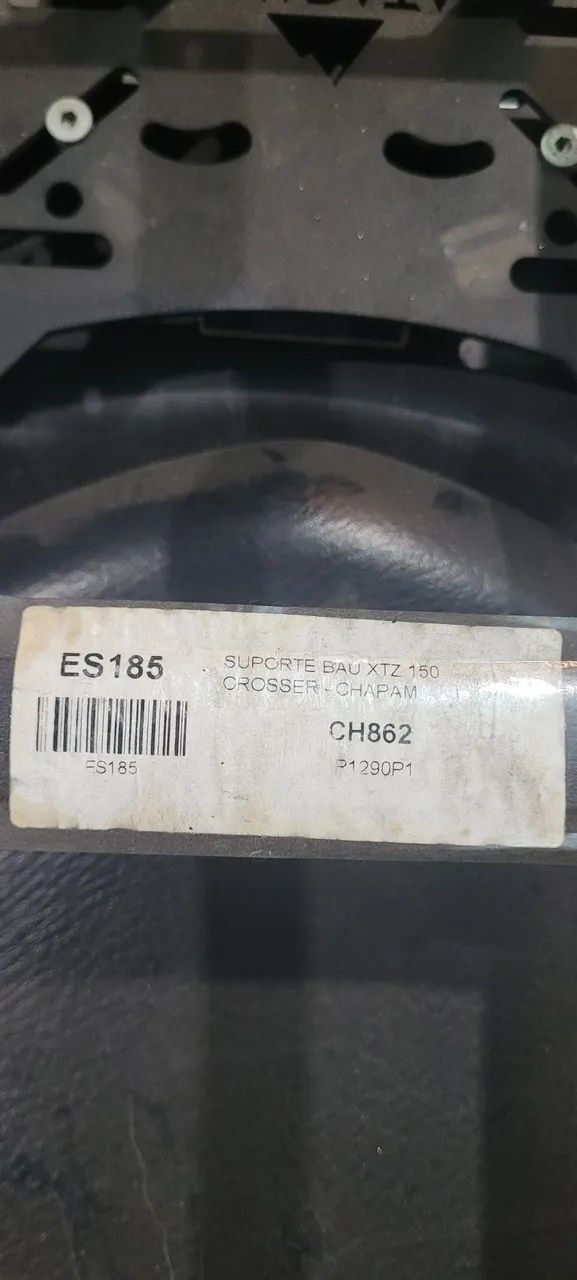 ES185
SUPORTE BAU XTZ 150
CROSSER - CHAPAM
CH862
ES185
P1290P1